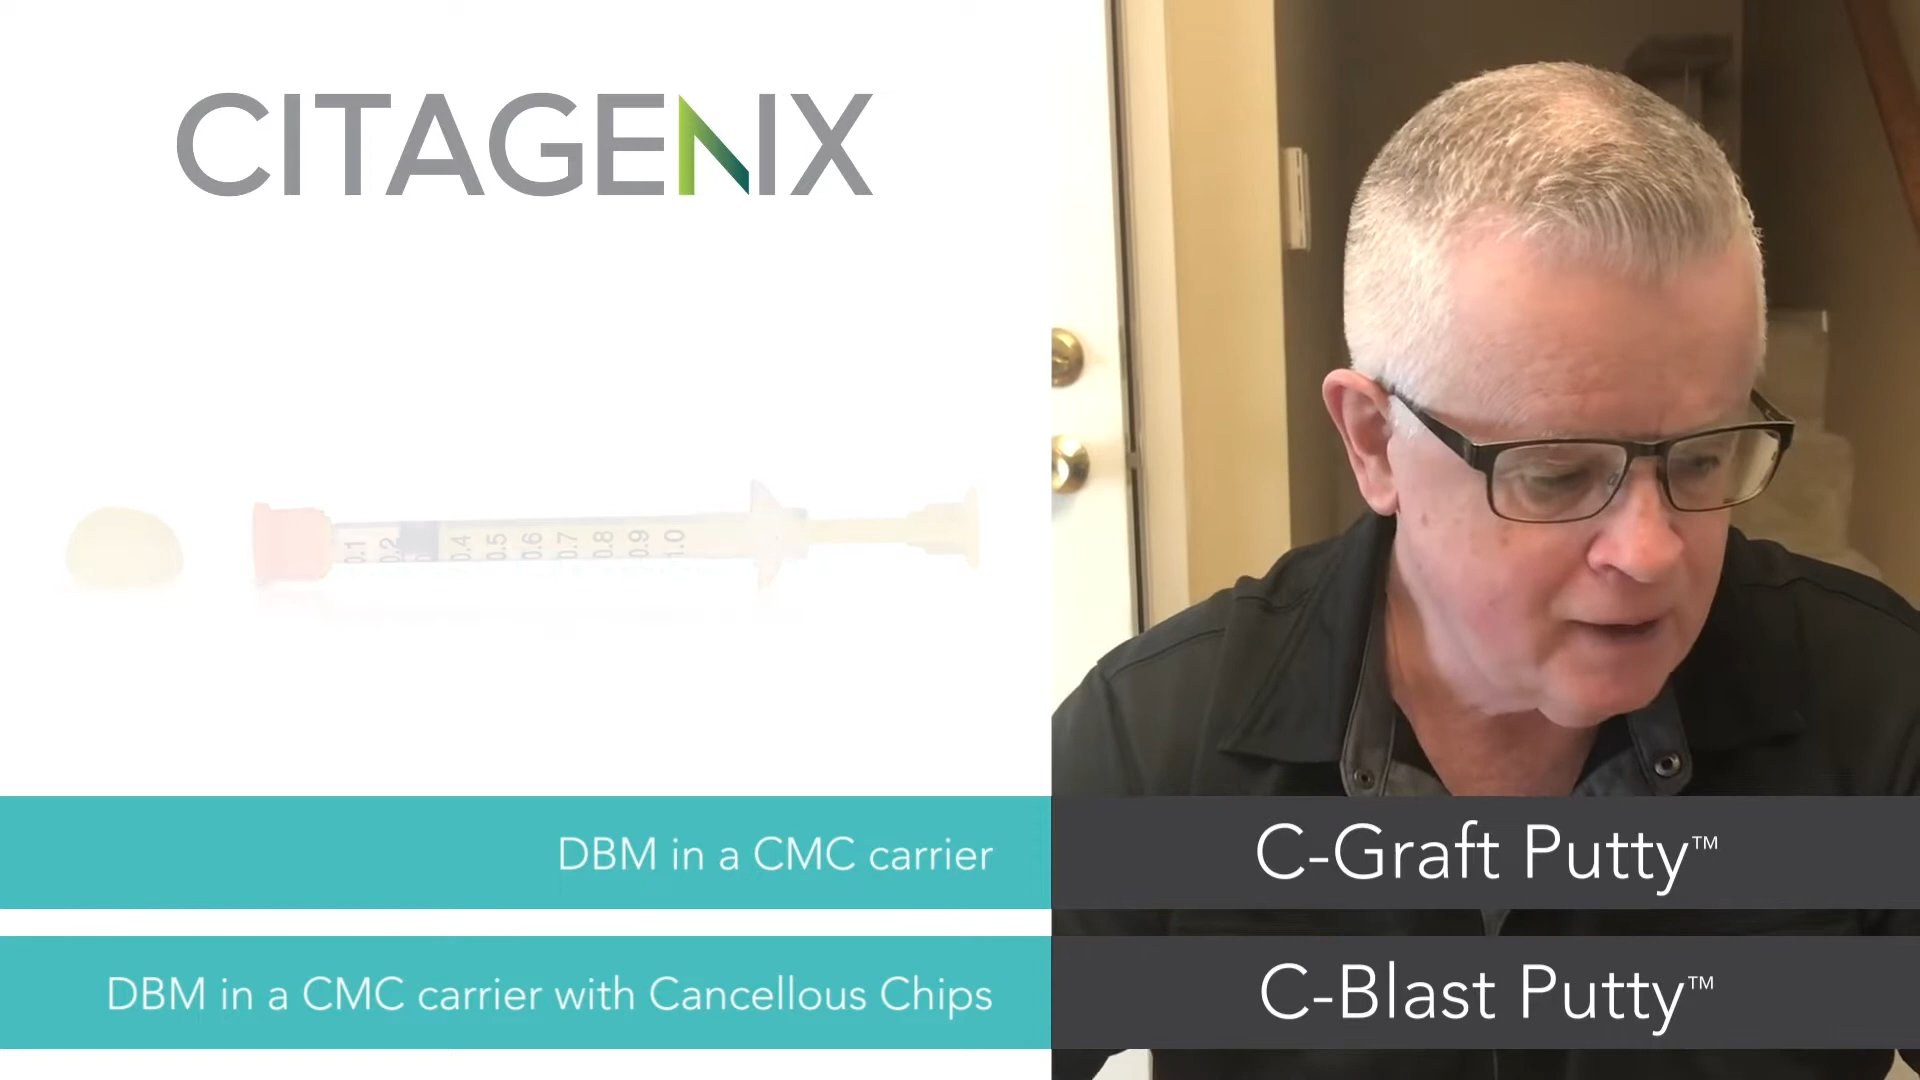 CITAGENIX
0.1 0.2 0.4 0.5 0.6 0.7 0.8 0.9 1.0
DBM in a CMC carrier
C-Graft Putty™
DBM in a CMC carrier with Cancellous Chips
C-Blast Putty™